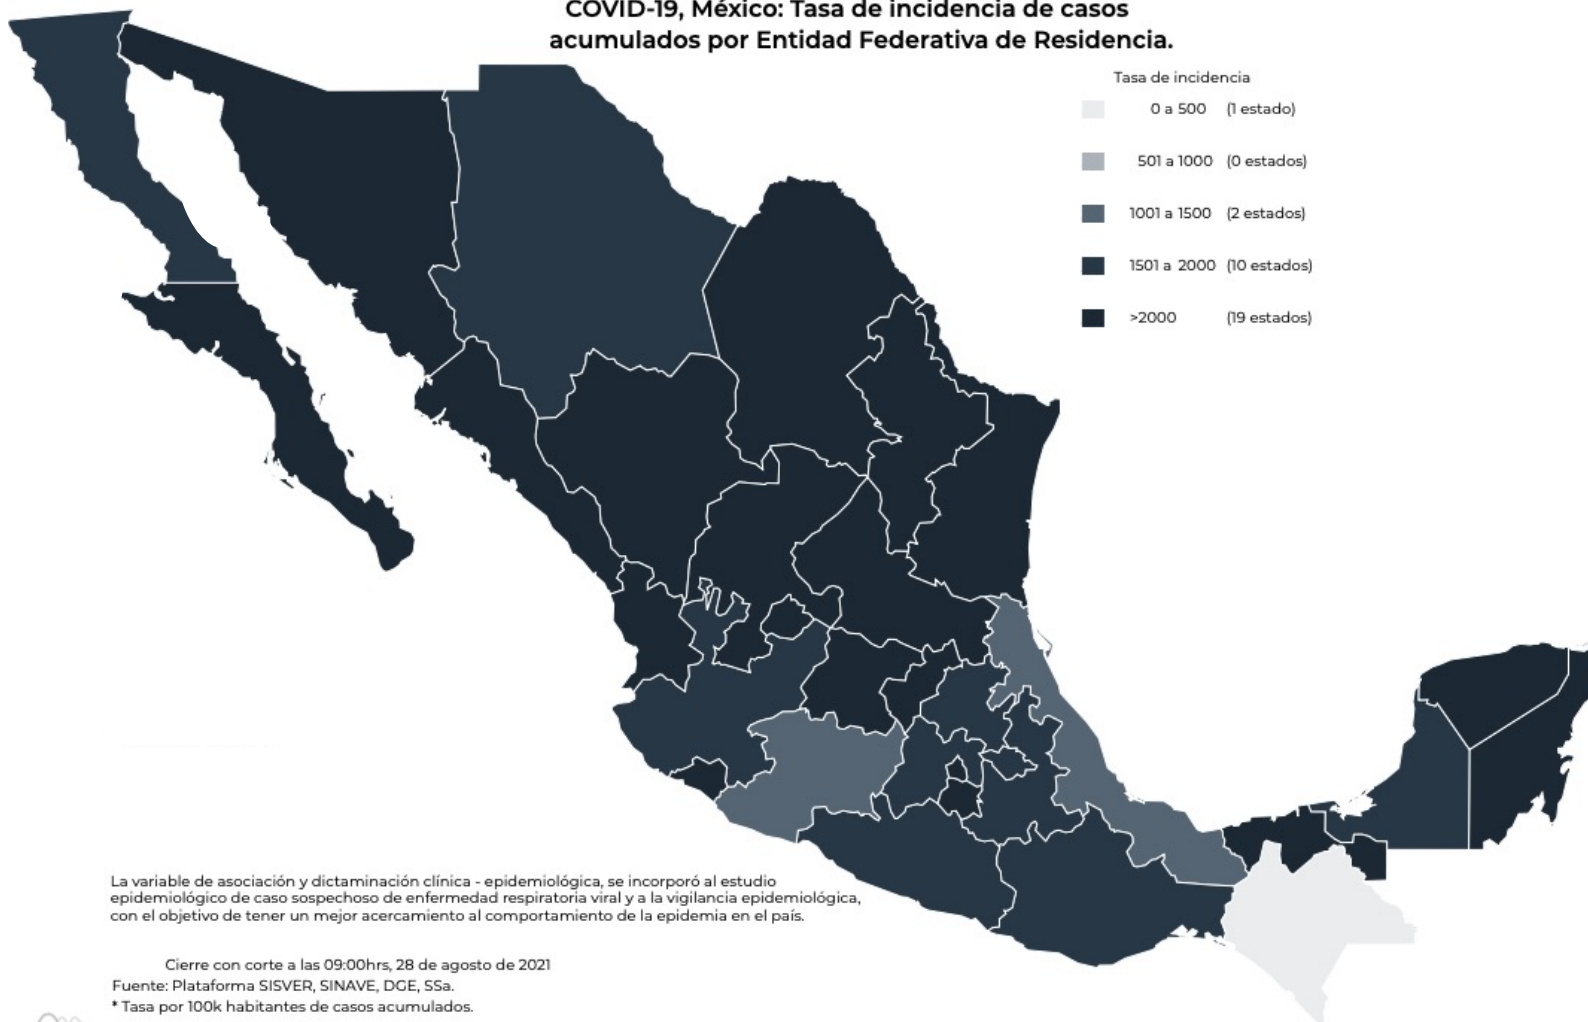 COVID-19, México: Tasa de incidencia de casos
acumulados por Entidad Federativa de Residencia.
Tasa de incidencia
0 a 500 (1 estado)
501 a 1000 (0 estados)
1001 a 1500 (2 estados)
1501 a 2000 (10 estados)
>2000 (19 estados)
La variable de asociación y dictaminación clínica - epidemiológica, se incorporó al estudio
epidemiológico de caso sospechoso de enfermedad respiratoria viral y a la vigilancia epidemiológica,
con el objetivo de tener un mejor acercamiento al comportamiento de la epidemia en el país.
Cierre con corte a las 09:00hrs, 28 de agosto de 2021
Fuente: Plataforma SISVER, SINAVE, DGE, SSa.
* Tasa por 100k habitantes de casos acumulados.